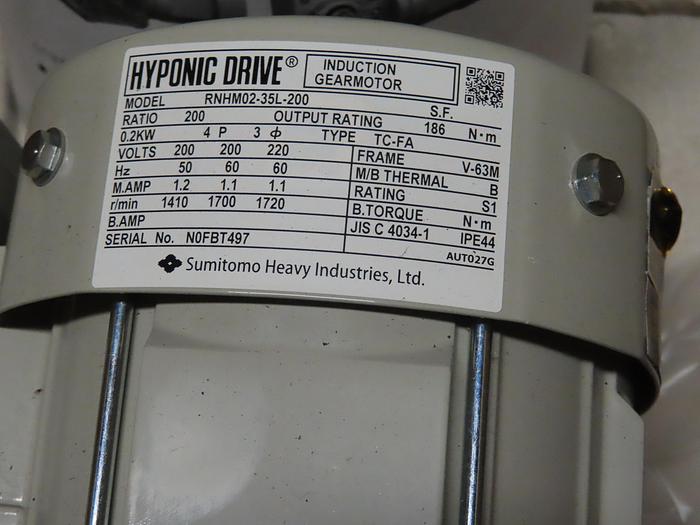 HYPONIC DRIVE® INDUCTION GEARMOTOR
MODEL RNHM02-35L-200 S.F.
RATIO 200 OUTPUT RATING 186 N·m
0.2KW 4 P 3 ϕ TYPE TC-FA
VOLTS 200 200 220 FRAME V-63M
Hz 50 60 60 M/B THERMAL B
M.AMP 1.2 1.1 1.1 RATING S1
r/min 1410 1700 1720 B.TORQUE N·m
B.AMP JIS C 4034-1 IPE44
SERIAL No. N0FBT497 AUT027G
Sumitomo Heavy Industries, Ltd.